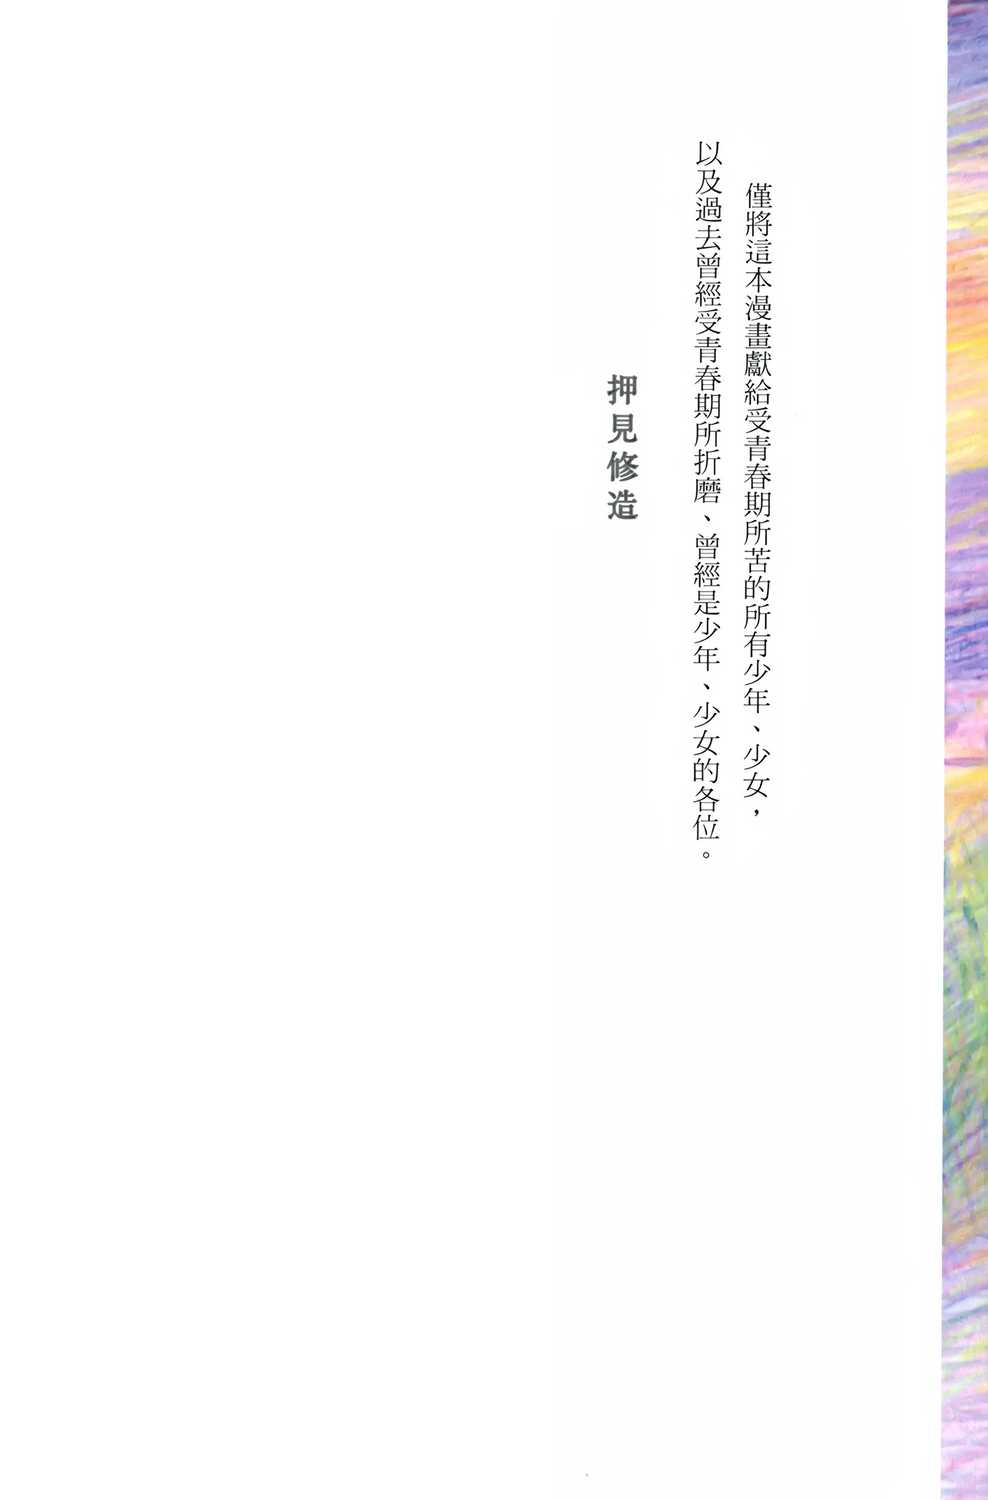 僅將這本漫畫獻給受青春期所苦的所有少年、少女，
以及過去曾經受青春期所折磨、曾經是少年、少女的各位。
押見修造